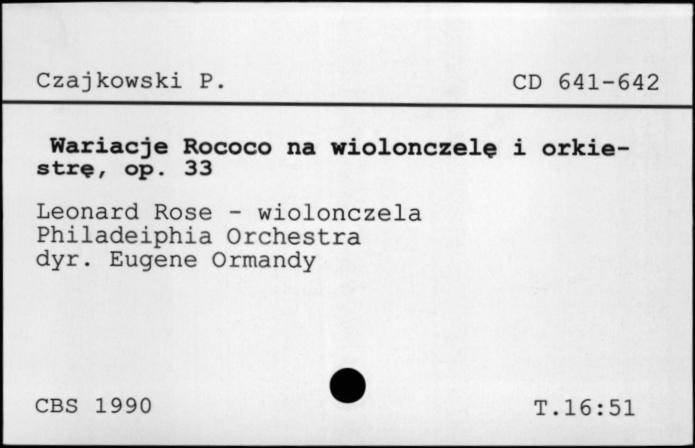 Czajkowski P. CD 641-642
Wariacje Rococo na wiolonczelę i orkie-
strę, op. 33
Leonard Rose - wiolonczela
Philadeiphia Orchestra
dyr. Eugene Ormandy
CBS 1990 T.16:51